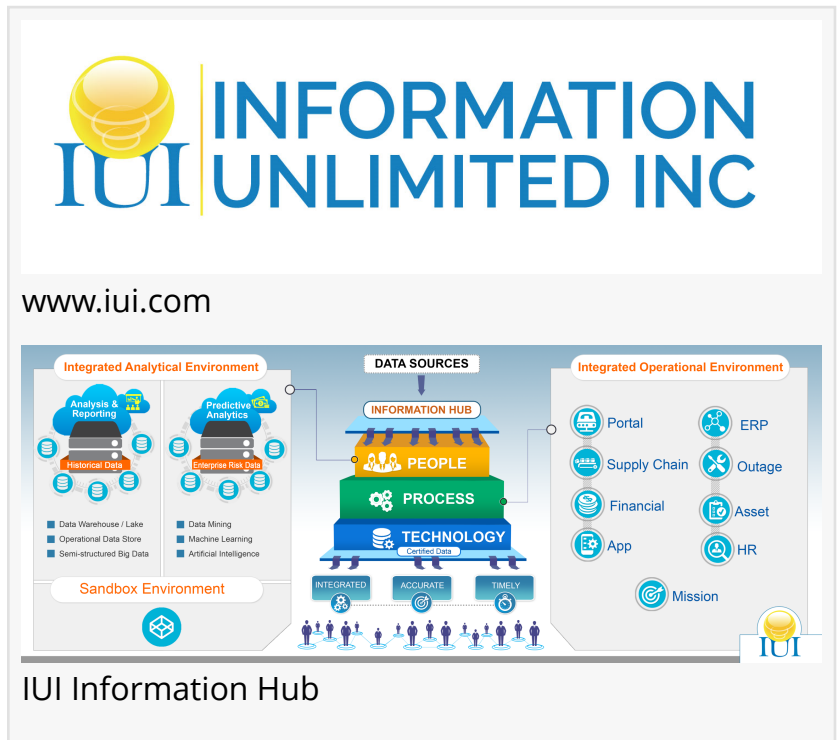 IUI
INFORMATION
UNLIMITED INC
www.iui.com
Integrated Analytical Environment
Analysis &
Reporting
Historical Data
Data Warehouse / Lake
Operational Data Store
Semi-structured Big Data
Predictive
Analytics
Enterprise Risk Data
Data Mining
Machine Learning
Artificial Intelligence
Sandbox Environment
DATA SOURCES
INFORMATION HUB
PEOPLE
PROCESS
TECHNOLOGY
Certified Data
INTEGRATED
ACCURATE
TIMELY
Integrated Operational Environment
Portal
Supply Chain
Financial
App
ERP
Outage
Asset
HR
Mission
IUI
IUI Information Hub